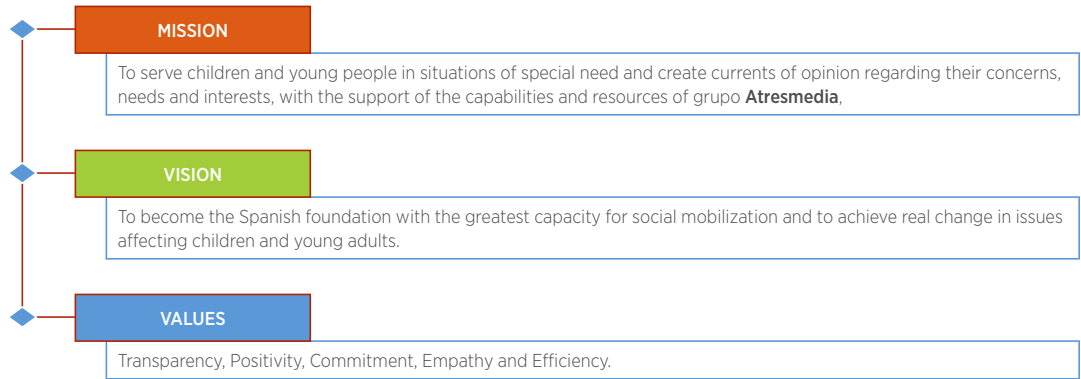 MISSION
To serve children and young people in situations of special need and create currents of opinion regarding their concerns,
needs and interests, with the support of the capabilities and resources of grupo Atresmedia,
VISION
To become the Spanish foundation with the greatest capacity for social mobilization and to achieve real change in issues
affecting children and young adults.
VALUES
Transparency, Positivity, Commitment, Empathy and Efficiency.